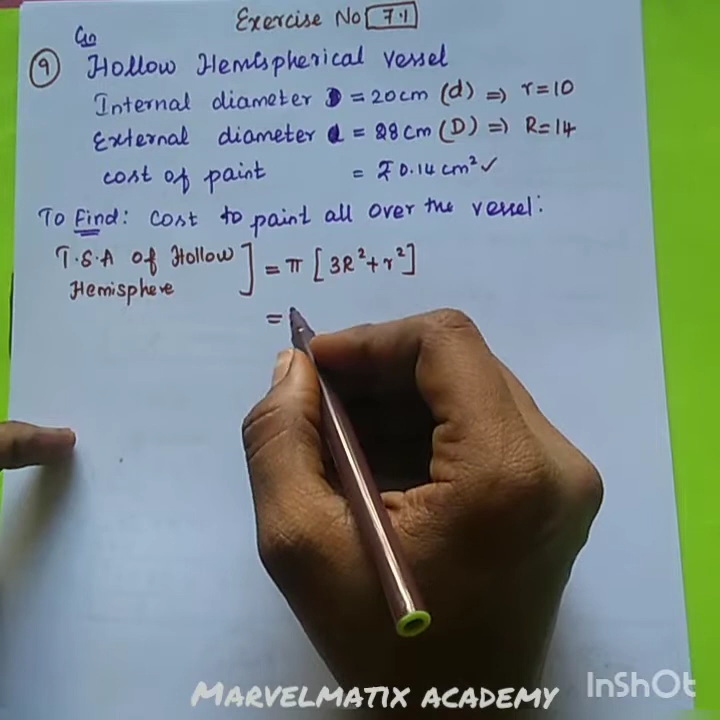 Exercise No 7.1
G10
9 Hollow Hemispherical vessel
Internal diameter = 20cm (d) ⇒ r=10
External diameter = 28cm (D) ⇒ R=14
cost of paint = ₹ 0.14 cm² ✓
To Find: cost to paint all over the vessel:
T.S.A of Hollow Hemisphere ] = π [3R²+r²]
=
MARVELMATIX ACADEMY
InShOt